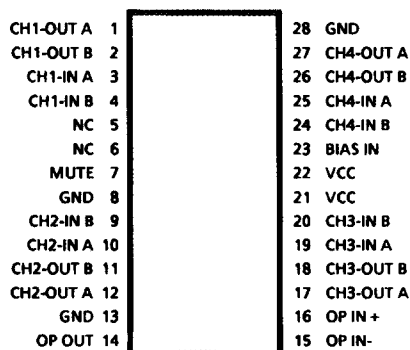 CH1-OUT A 1
CH1-OUT B 2
CH1-IN A 3
CH1-IN B 4
NC 5
NC 6
MUTE 7
GND 8
CH2-IN B 9
CH2-IN A 10
CH2-OUT B 11
CH2-OUT A 12
GND 13
OP OUT 14
28 GND
27 CH4-OUT A
26 CH4-OUT B
25 CH4-IN A
24 CH4-IN B
23 BIAS IN
22 VCC
21 VCC
20 CH3-IN B
19 CH3-IN A
18 CH3-OUT B
17 CH3-OUT A
16 OP IN +
15 OP IN-